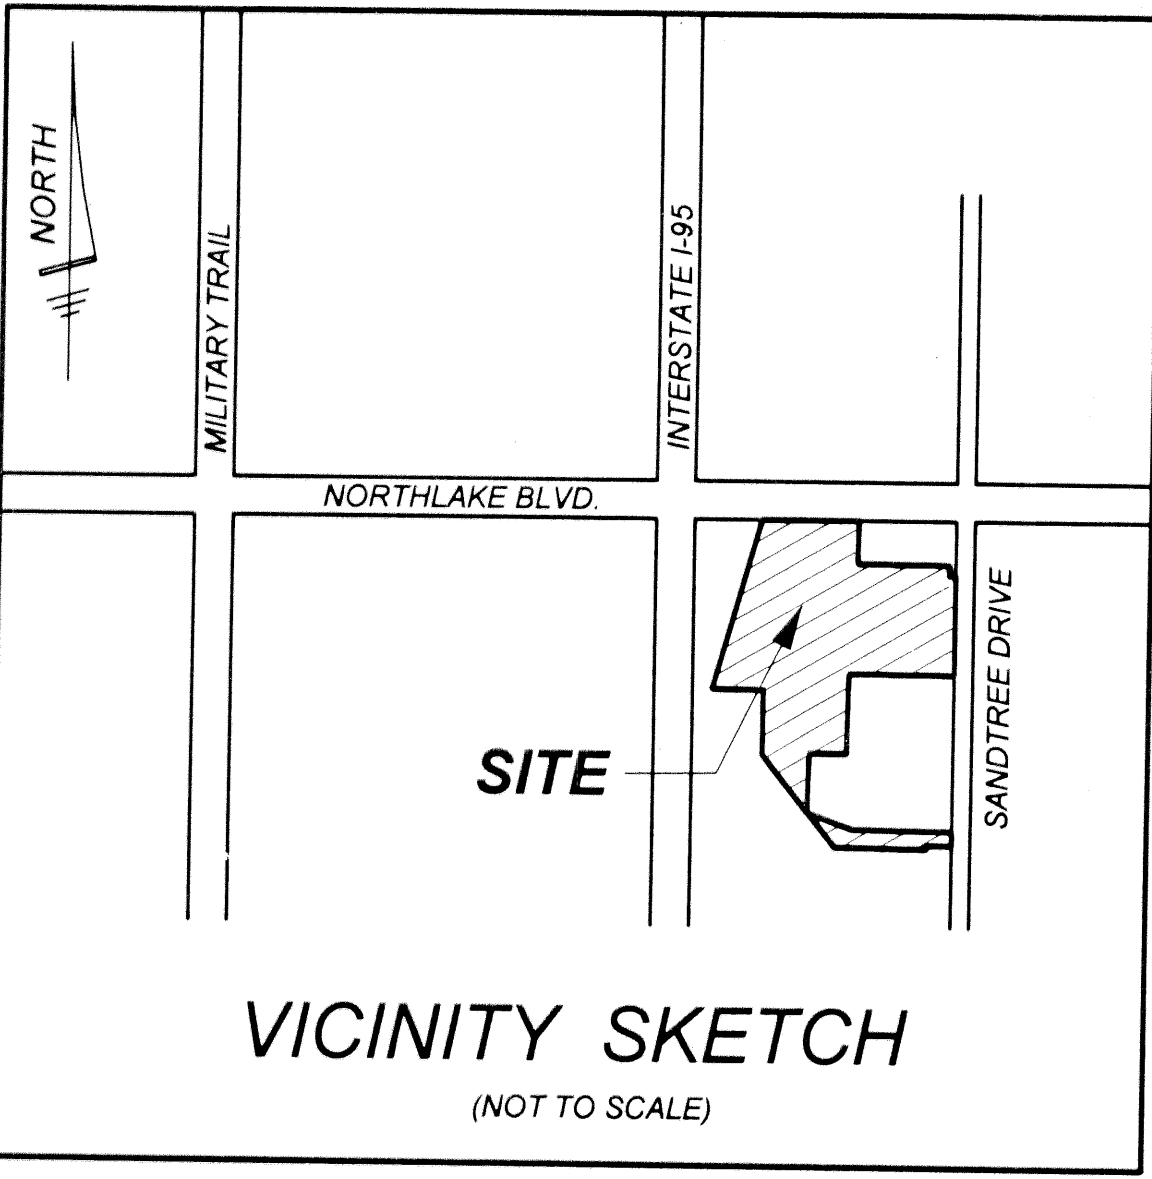 NORTH
MILITARY TRAIL
INTERSTATE I-95
NORTHLAKE BLVD.
SANDTREE DRIVE
SITE
VICINITY SKETCH
(NOT TO SCALE)